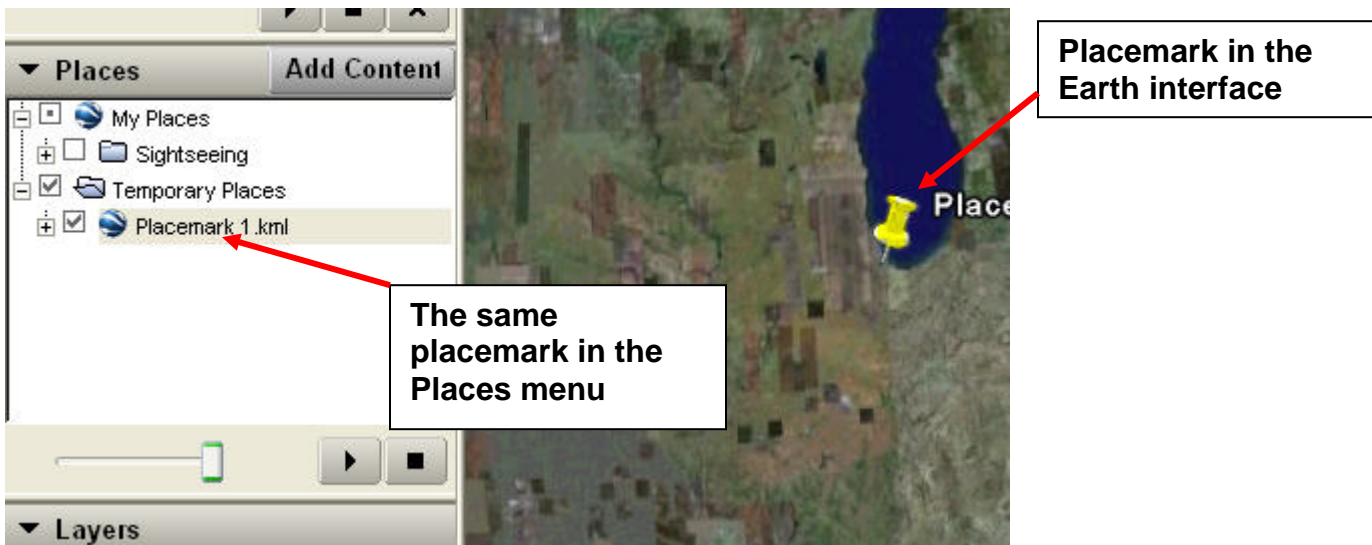 Places
Add Content
My Places
Sightseeing
Temporary Places
Placemark 1.kml
Layers
Place
Placemark in the
Earth interface
The same
placemark in the
Places menu